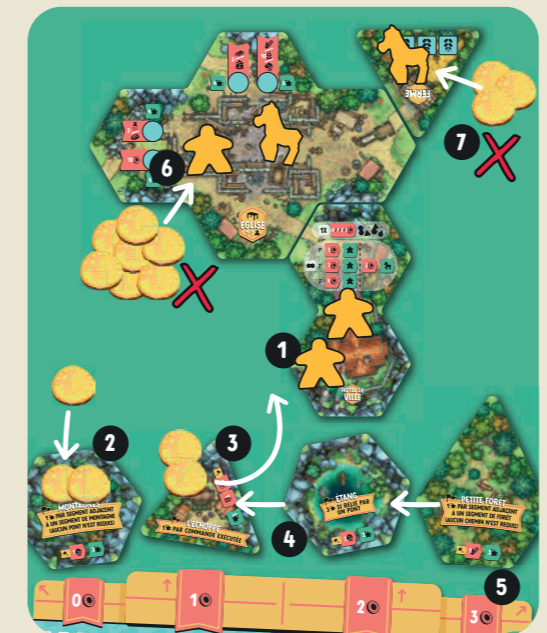 FERME
7
6
ÉGLISE
1X
1
HÔTEL DE
VILLE
2
3
MONTAGNES
1 PAR SEGMENT ADJACENT
À UN SEGMENT DE MONTAGNE
(AUCUN PONT N'EST REQUIS)
L'ÉCHOPPE
1 PAR COMMANDE EXÉCUTÉE
ÉTANG
3 SI RELIÉ PAR
UN PONT
PETITE FORÊT
1 PAR SEGMENT ADJACENT
À UN SEGMENT DE FORÊT
(AUCUN CHEMIN N'EST REQUIS)
4
5
0
1
2
3